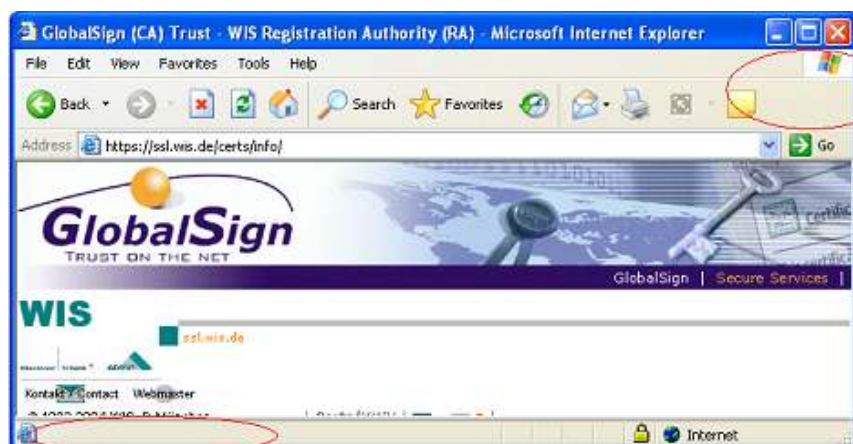 GlobalSign (CA) Trust - WIS Registration Authority (RA) - Microsoft Internet Explorer
File Edit View Favorites Tools Help
Back Search Favorites
Address https://ssl.wis.de/certs/info/ Go
GlobalSign
TRUST ON THE NET
GlobalSign | Secure Services |
WIS
ssl.wis.de
Kontakt / Contact Webmaster
Internet